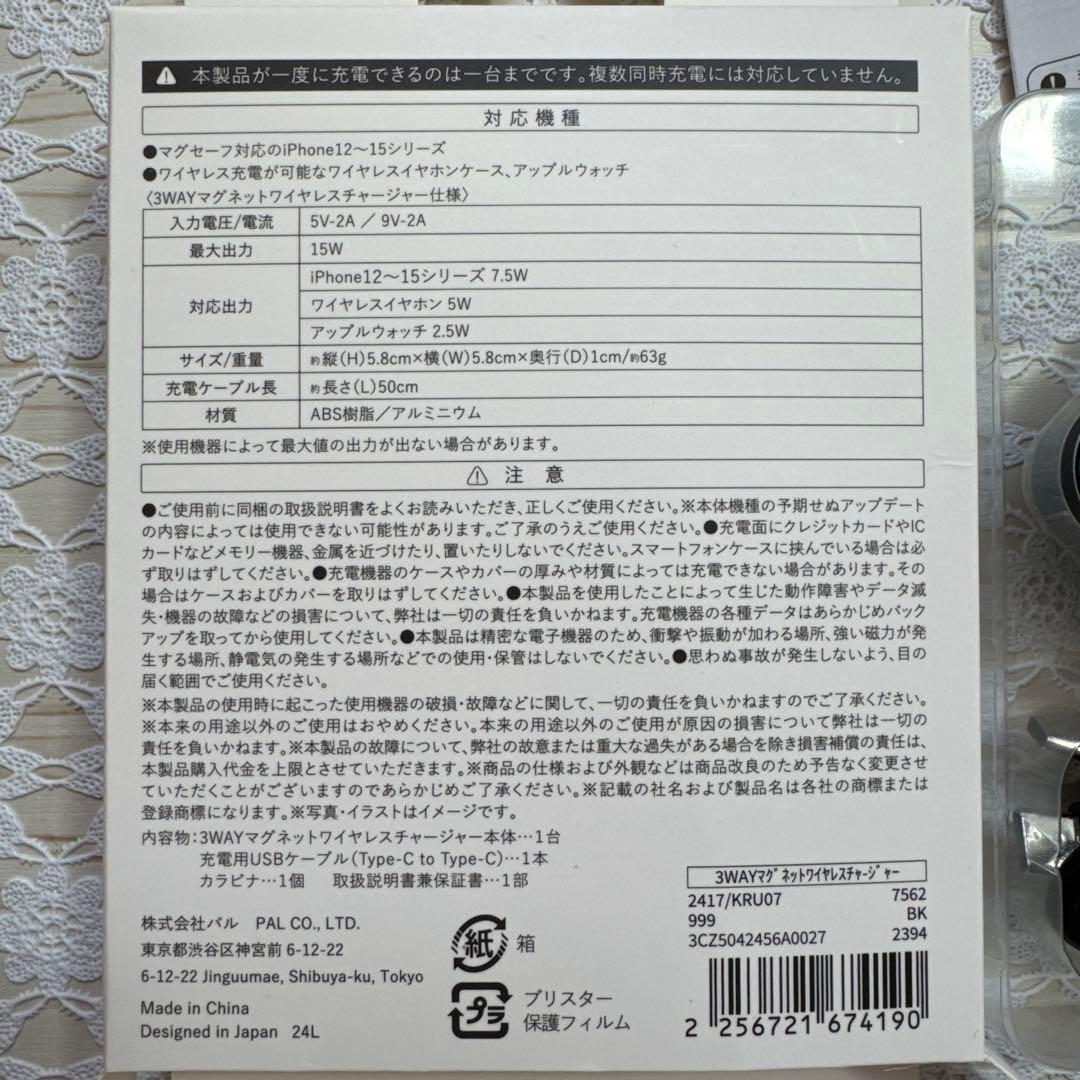 本製品が一度に充電できるのは一台までです。複数同時充電には対応していません。
対応機種
●マグセーフ対応のiPhone12〜15シリーズ
●ワイヤレス充電が可能なワイヤレスイヤホンケース、アップルウォッチ
〈3WAYマグネットワイヤレスチャージャー仕様〉
入力電圧/電流 5V-2A ／ 9V-2A
最大出力 15W
対応出力 iPhone12〜15シリーズ 7.5W
ワイヤレスイヤホン 5W
アップルウォッチ 2.5W
サイズ/重量 約縦(H)5.8cm×横(W)5.8cm×奥行(D)1cm/約63g
充電ケーブル長 約長さ(L)50cm
材質 ABS樹脂／アルミニウム
※使用機器によって最大値の出力が出ない場合があります。
注 意
●ご使用前に同梱の取扱説明書をよくお読みいただき、正しくご使用ください。※本体機種の予期せぬアップデート
の内容によっては使用できない可能性があります。ご了承のうえご使用ください。●充電面にクレジットカードやIC
カードなどメモリー機器、金属を近づけたり、置いたりしないでください。スマートフォンケースに挟んでいる場合は必
ず取りはずしてください。●充電機器のケースやカバーの厚みや材質によっては充電できない場合があります。その
場合はケースおよびカバーを取りはずしてください。●本製品を使用したことによって生じた動作障害やデータ滅
失・機器の故障などの損害について、弊社は一切の責任を負いかねます。充電機器の各種データはあらかじめバック
アップを取ってから使用してください。●本製品は精密な電子機器のため、衝撃や振動が加わる場所、強い磁力が発
生する場所、静電気の発生する場所などでの使用・保管はしないでください。●思わぬ事故が発生しないよう、目の
届く範囲でご使用ください。
※本製品の使用時に起こった使用機器の破損・故障などに関して、一切の責任を負いかねますのでご了承ください。
※本来の用途以外のご使用はおやめください。本来の用途以外のご使用が原因の損害について弊社は一切の
責任を負いかねます。※本製品の故障について、弊社の故意または重大な過失がある場合を除き損害補償の責任は、
本製品購入代金を上限とさせていただきます。※商品の仕様および外観などは商品改良のため予告なく変更させ
ていただくことがございますのであらかじめご了承ください。※記載の社名および製品名は各社の商標または
登録商標になります。※写真・イラストはイメージです。
内容物：3WAYマグネットワイヤレスチャージャー本体…1台
充電用USBケーブル(Type-C to Type-C)…1本
カラビナ…1個 取扱説明書兼保証書…1部
株式会社パル PAL CO., LTD.
東京都渋谷区神宮前 6-12-22
6-12-22 Jinguumae, Shibuya-ku, Tokyo
Made in China
Designed in Japan 24L
紙 箱
プラ ブリスター
保護フィルム
3WAYﾏｸﾞﾈｯﾄﾜｲﾔﾚｽﾁｬｰｼﾞｬｰ
2417/KRU07 7562
999 BK
3CZ5042456A0027 2394
2 256721 674190